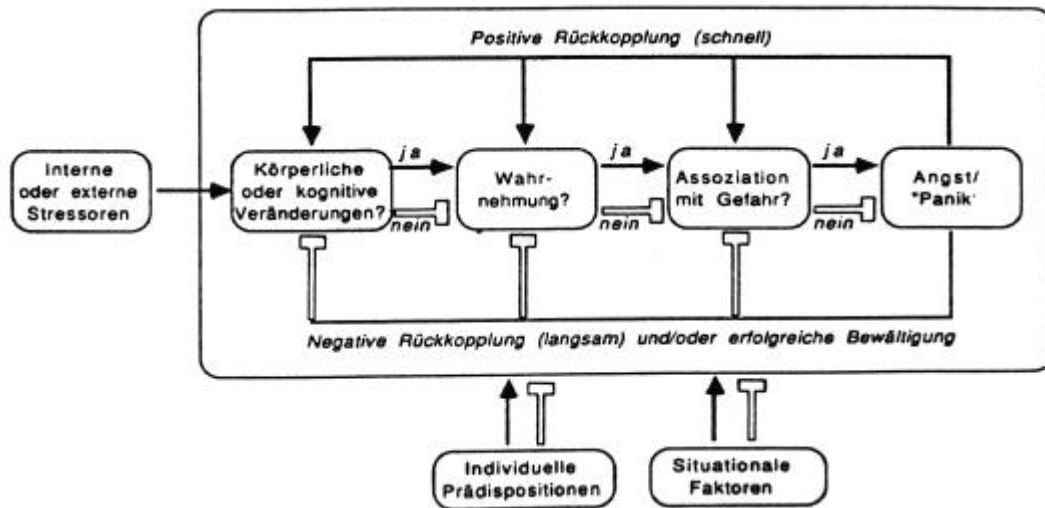 Positive Rückkopplung (schnell)
Interne
oder externe
Stressoren
Körperliche
oder kognitive
Veränderungen?
ja
nein
Wahr-
nehmung?
ja
nein
Assoziation
mit Gefahr?
ja
nein
Angst/
"Panik'
Negative Rückkopplung (langsam) und/oder erfolgreiche Bewältigung
Individuelle
Prädispositionen
Situationale
Faktoren